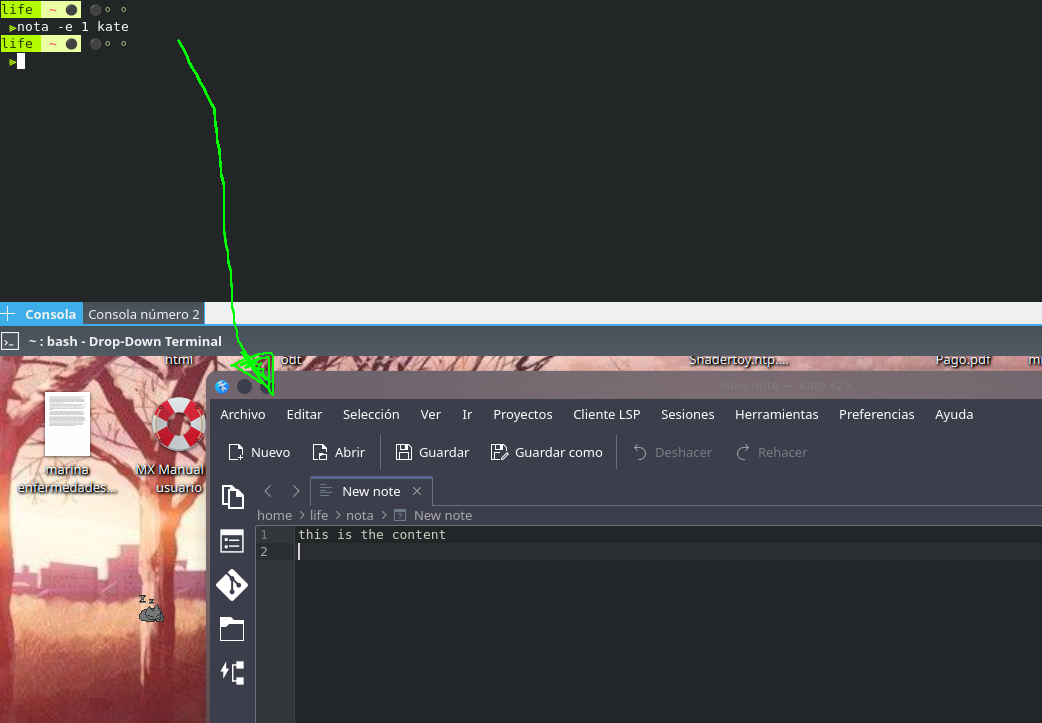 life ~
nota -e 1 kate
life ~
Consola Consola número 2
~ : bash - Drop-Down Terminal
html odt Shadertoy.ntp.... Pago.pdf
New note — Kate <2>
Archivo Editar Selección Ver Ir Proyectos Cliente LSP Sesiones Herramientas Preferencias Ayuda
Nuevo Abrir Guardar Guardar como Deshacer Rehacer
marina
enfermedades...
MX Manual
usuario
New note
home > life > nota > New note
1 this is the content
2
z z